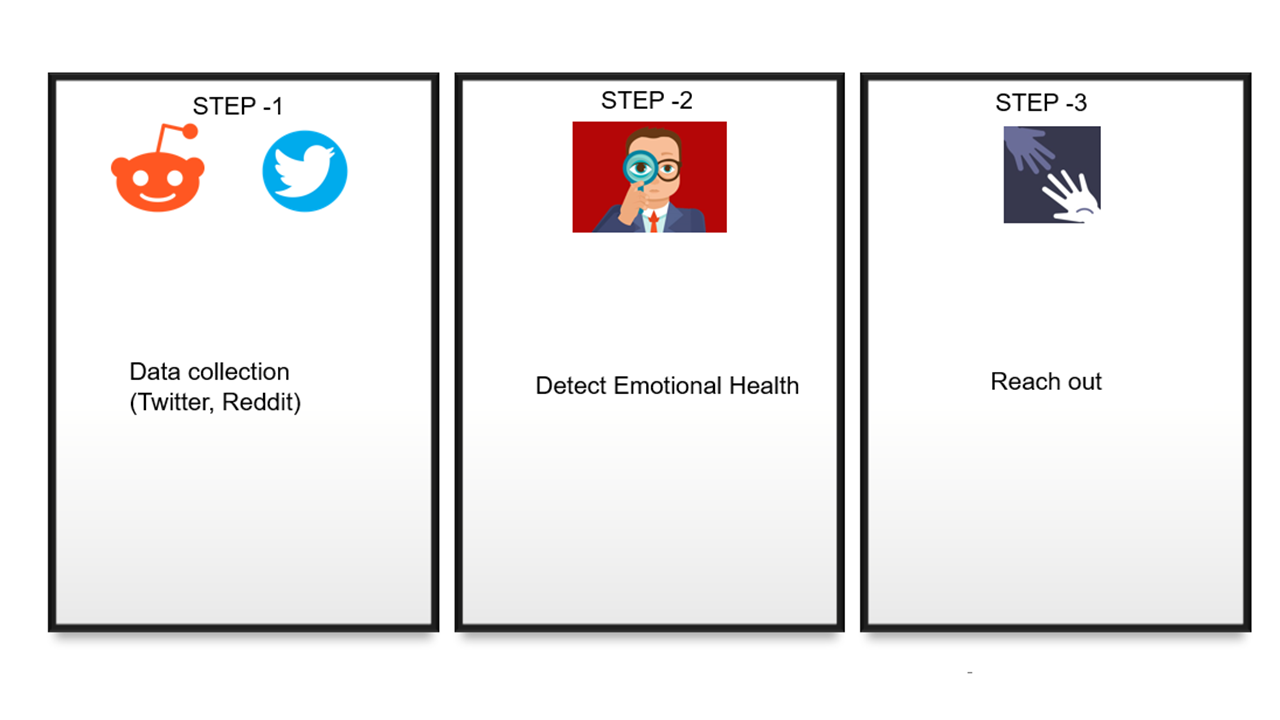 STEP -1
Data collection
(Twitter, Reddit)
STEP -2
Detect Emotional Health
STEP -3
Reach out
-